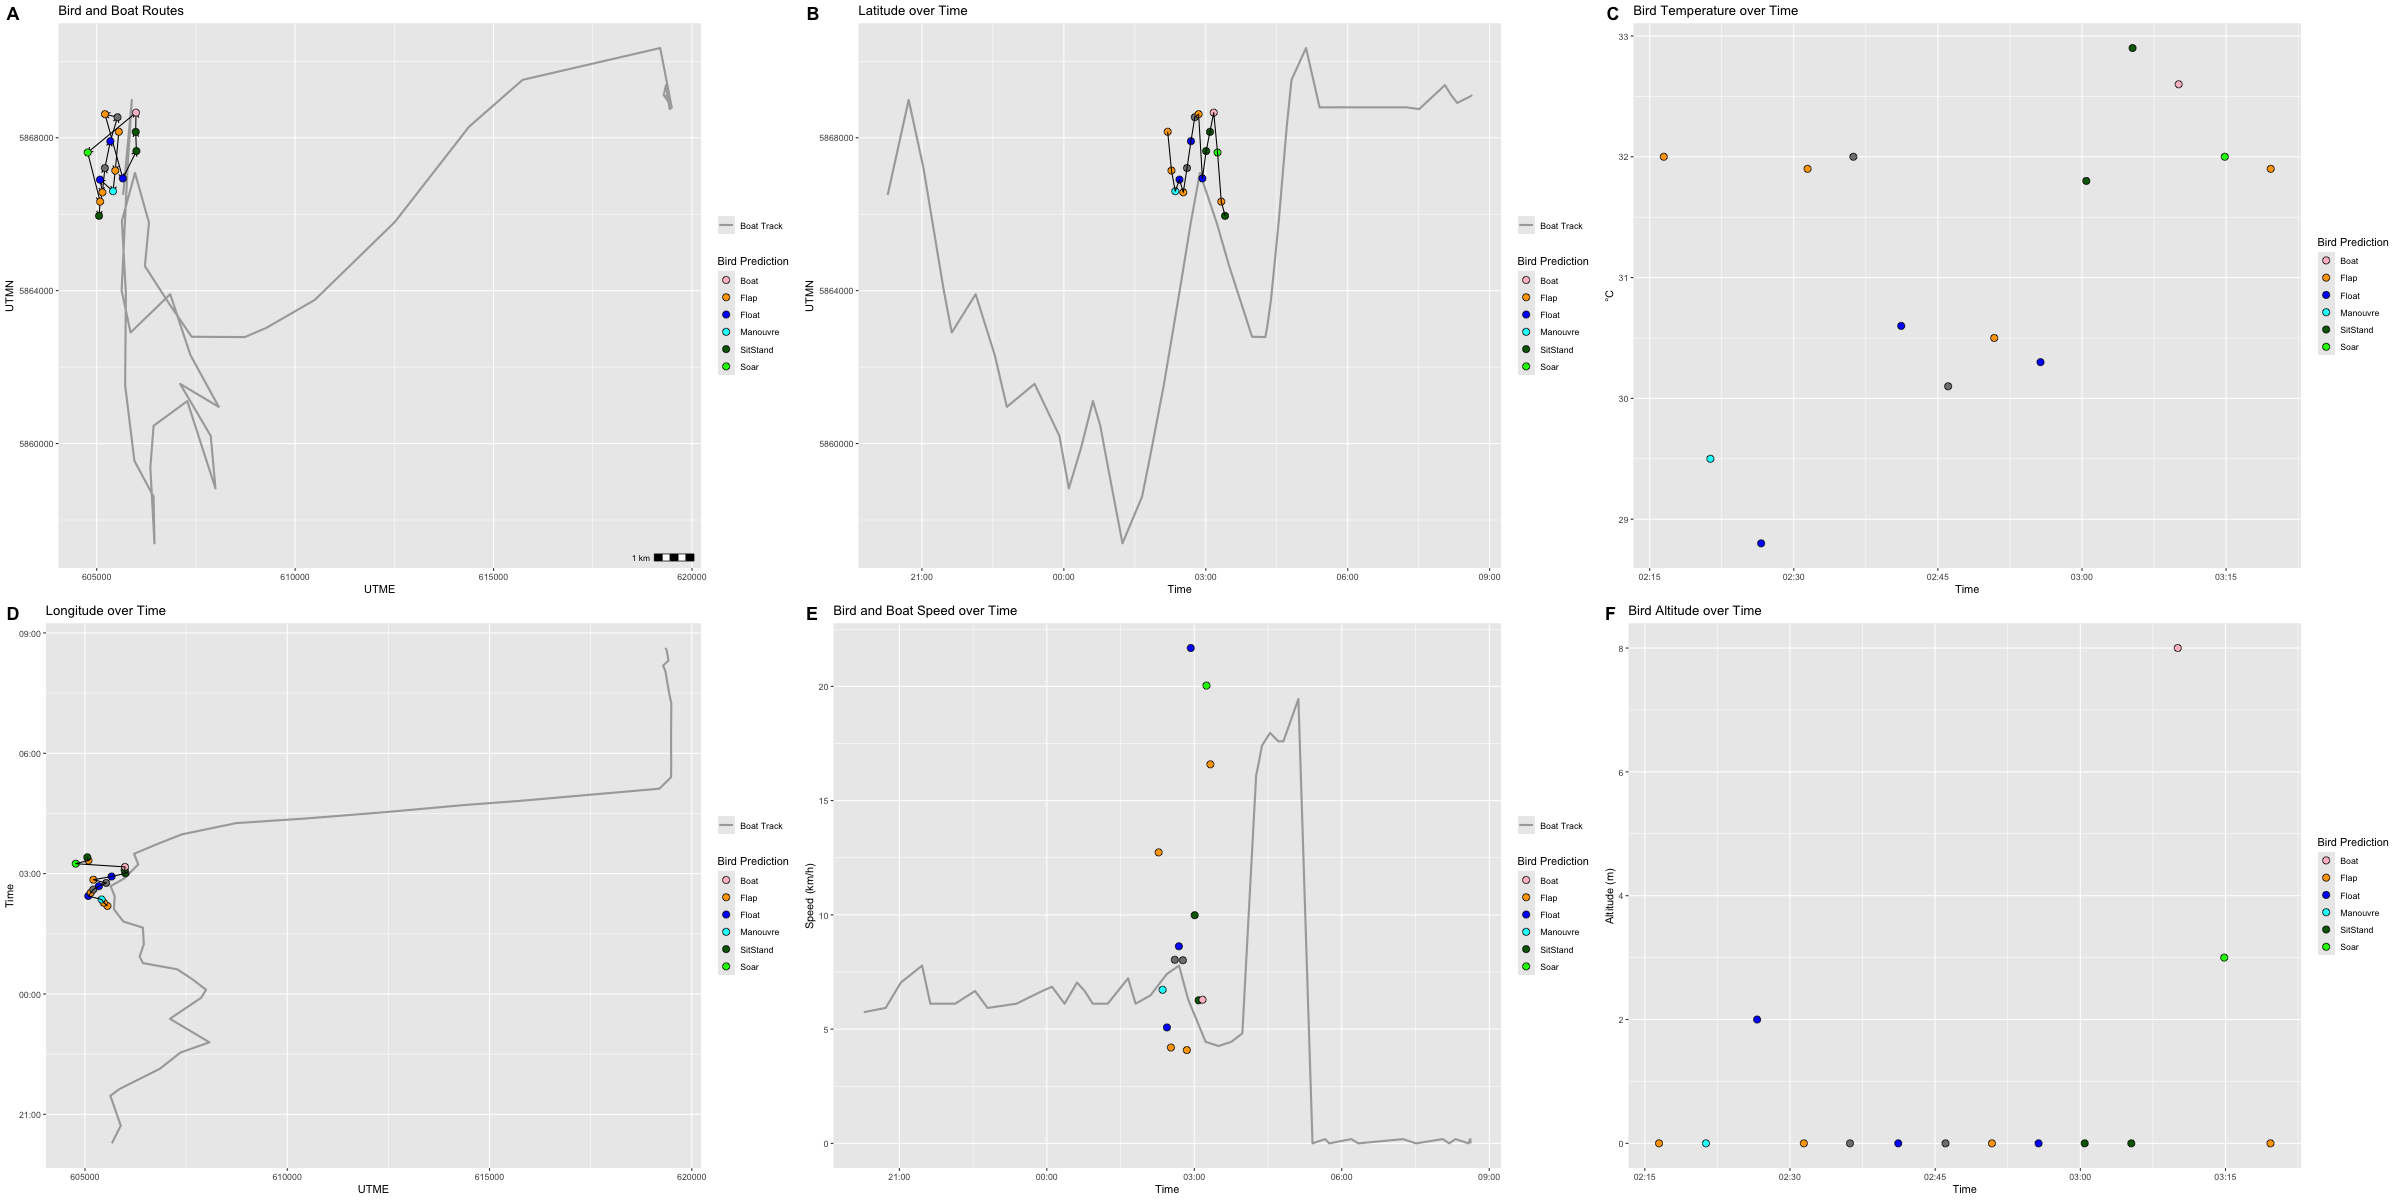 A Bird and Boat Routes
5868000
5864000
5860000
UTMN
605000 610000 615000 620000
UTME
1 km
Boat Track
Bird Prediction
Boat
Flap
Float
Manouvre
SitStand
Soar
B Latitude over Time
5868000
5864000
5860000
UTMN
21:00 00:00 03:00 06:00 09:00
Time
Boat Track
Bird Prediction
Boat
Flap
Float
Manouvre
SitStand
Soar
C Bird Temperature over Time
33
32
31
30
29
°C
02:15 02:30 02:45 03:00 03:15
Time
Bird Prediction
Boat
Flap
Float
Manouvre
SitStand
Soar
D Longitude over Time
09:00
06:00
03:00
00:00
21:00
Time
605000 610000 615000 620000
UTME
Boat Track
Bird Prediction
Boat
Flap
Float
Manouvre
SitStand
Soar
E Bird and Boat Speed over Time
20
15
10
5
0
Speed (km/h)
21:00 00:00 03:00 06:00 09:00
Time
Boat Track
Bird Prediction
Boat
Flap
Float
Manouvre
SitStand
Soar
F Bird Altitude over Time
8
6
4
2
0
Altitude (m)
02:15 02:30 02:45 03:00 03:15
Time
Bird Prediction
Boat
Flap
Float
Manouvre
SitStand
Soar